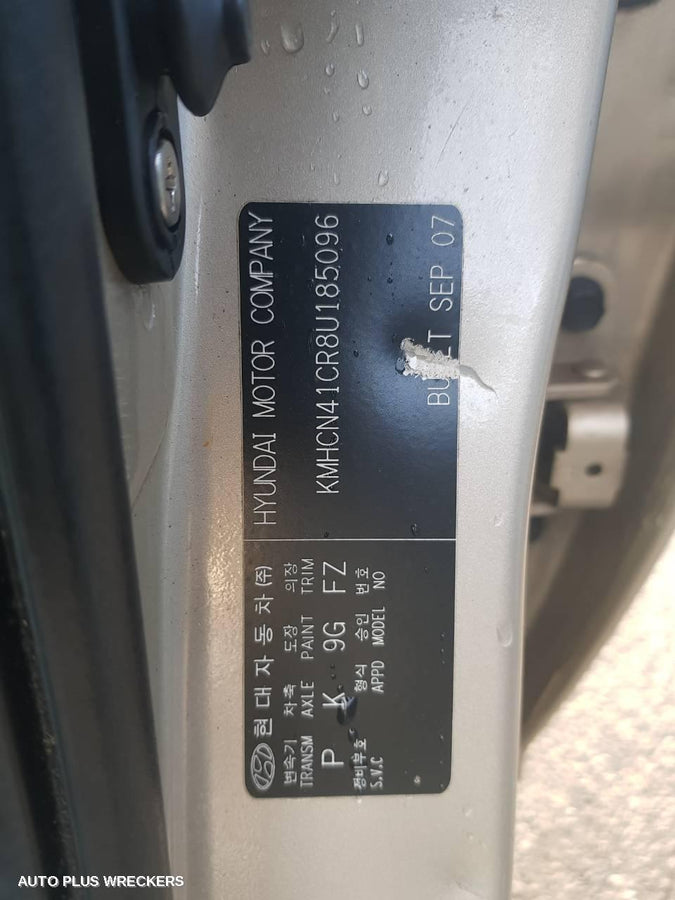 HYUNDAI MOTOR COMPANY
KMHCN41CR8U185096
SEP 07
현대자동차(주)
변속기 차축 도장 의장
TRANSM AXLE PAINT TRIM
P K 9G FZ
정비부호 형식 승인 번호
S.V.C APPD MODEL NO
AUTO PLUS WRECKERS